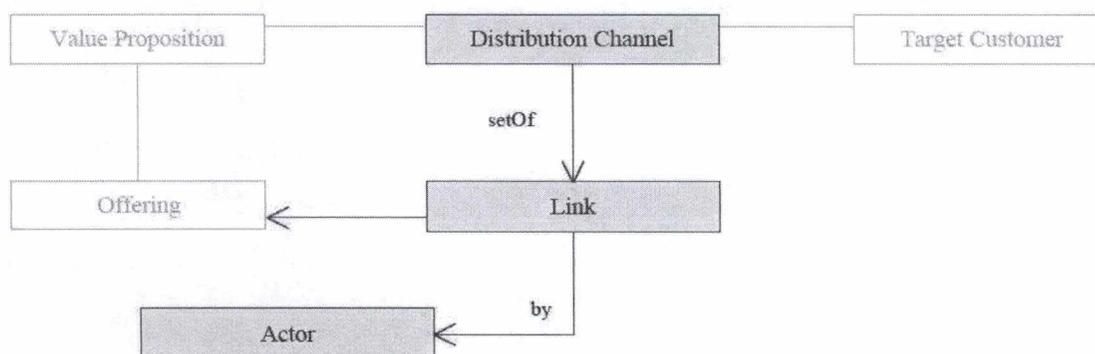 Value Proposition
Distribution Channel
Target Customer
setOf
Offering
Link
by
Actor